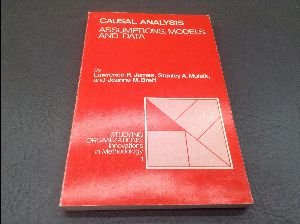 CAUSAL ANALYSIS
ASSUMPTIONS, MODELS,
AND DATA
by
Lawrence R. James, Stanley A. Mulaik,
and Jeanne M. Brett
STUDYING
ORGANIZATIONS:
Innovations
in Methodology
1